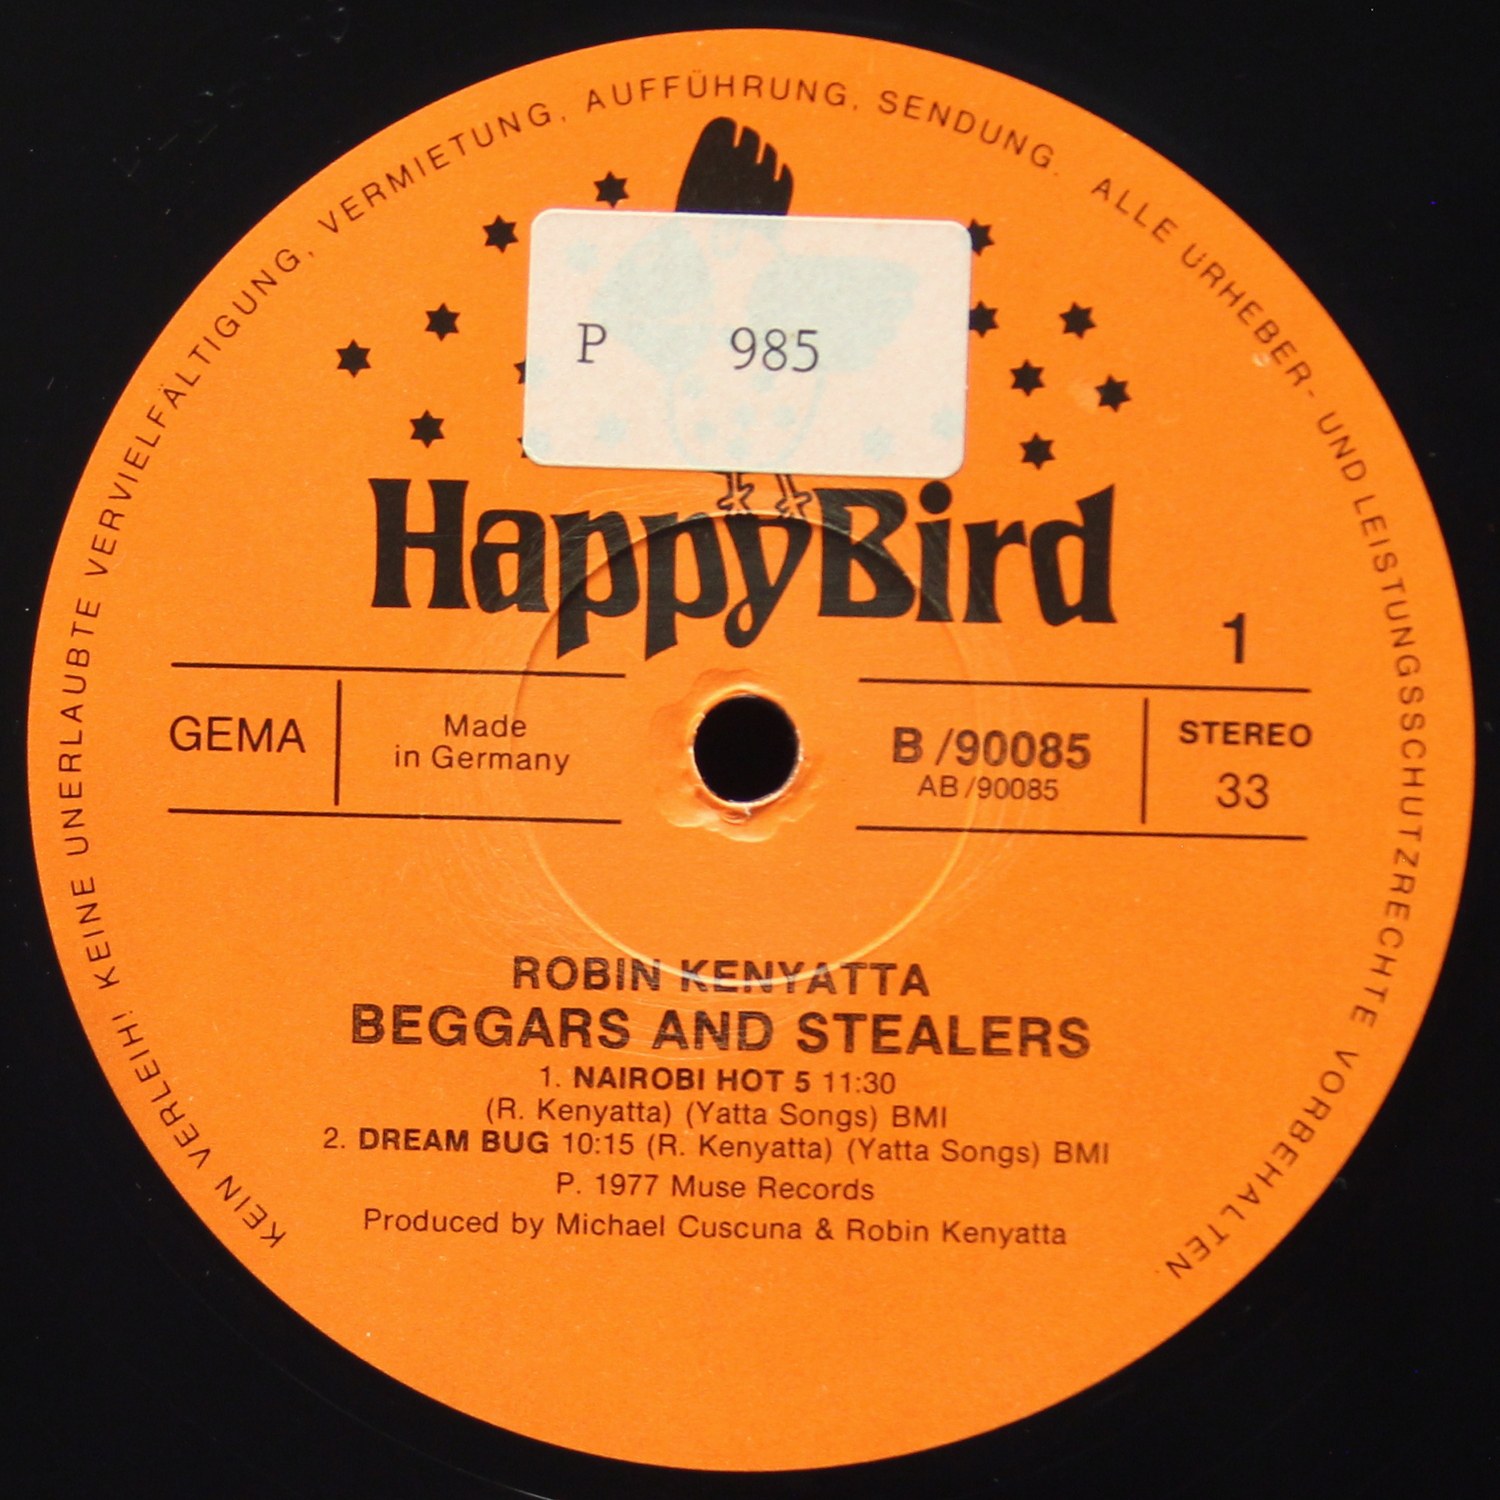 KEIN VERLEIH! KEINE UNERLAUBTE VERVIELFÄLTIGUNG, VERMIETUNG, AUFFÜHRUNG, SENDUNG. ALLE URHEBER- UND LEISTUNGSSCHUTZRECHTE VORBEHALTEN.
P 985
HappyBird
1
GEMA
Made
in Germany
B/90085
AB/90085
STEREO
33
ROBIN KENYATTA
BEGGARS AND STEALERS
1. NAIROBI HOT 5 11:30
(R. Kenyatta) (Yatta Songs) BMI
2. DREAM BUG 10:15 (R. Kenyatta) (Yatta Songs) BMI
P. 1977 Muse Records
Produced by Michael Cuscuna & Robin Kenyatta